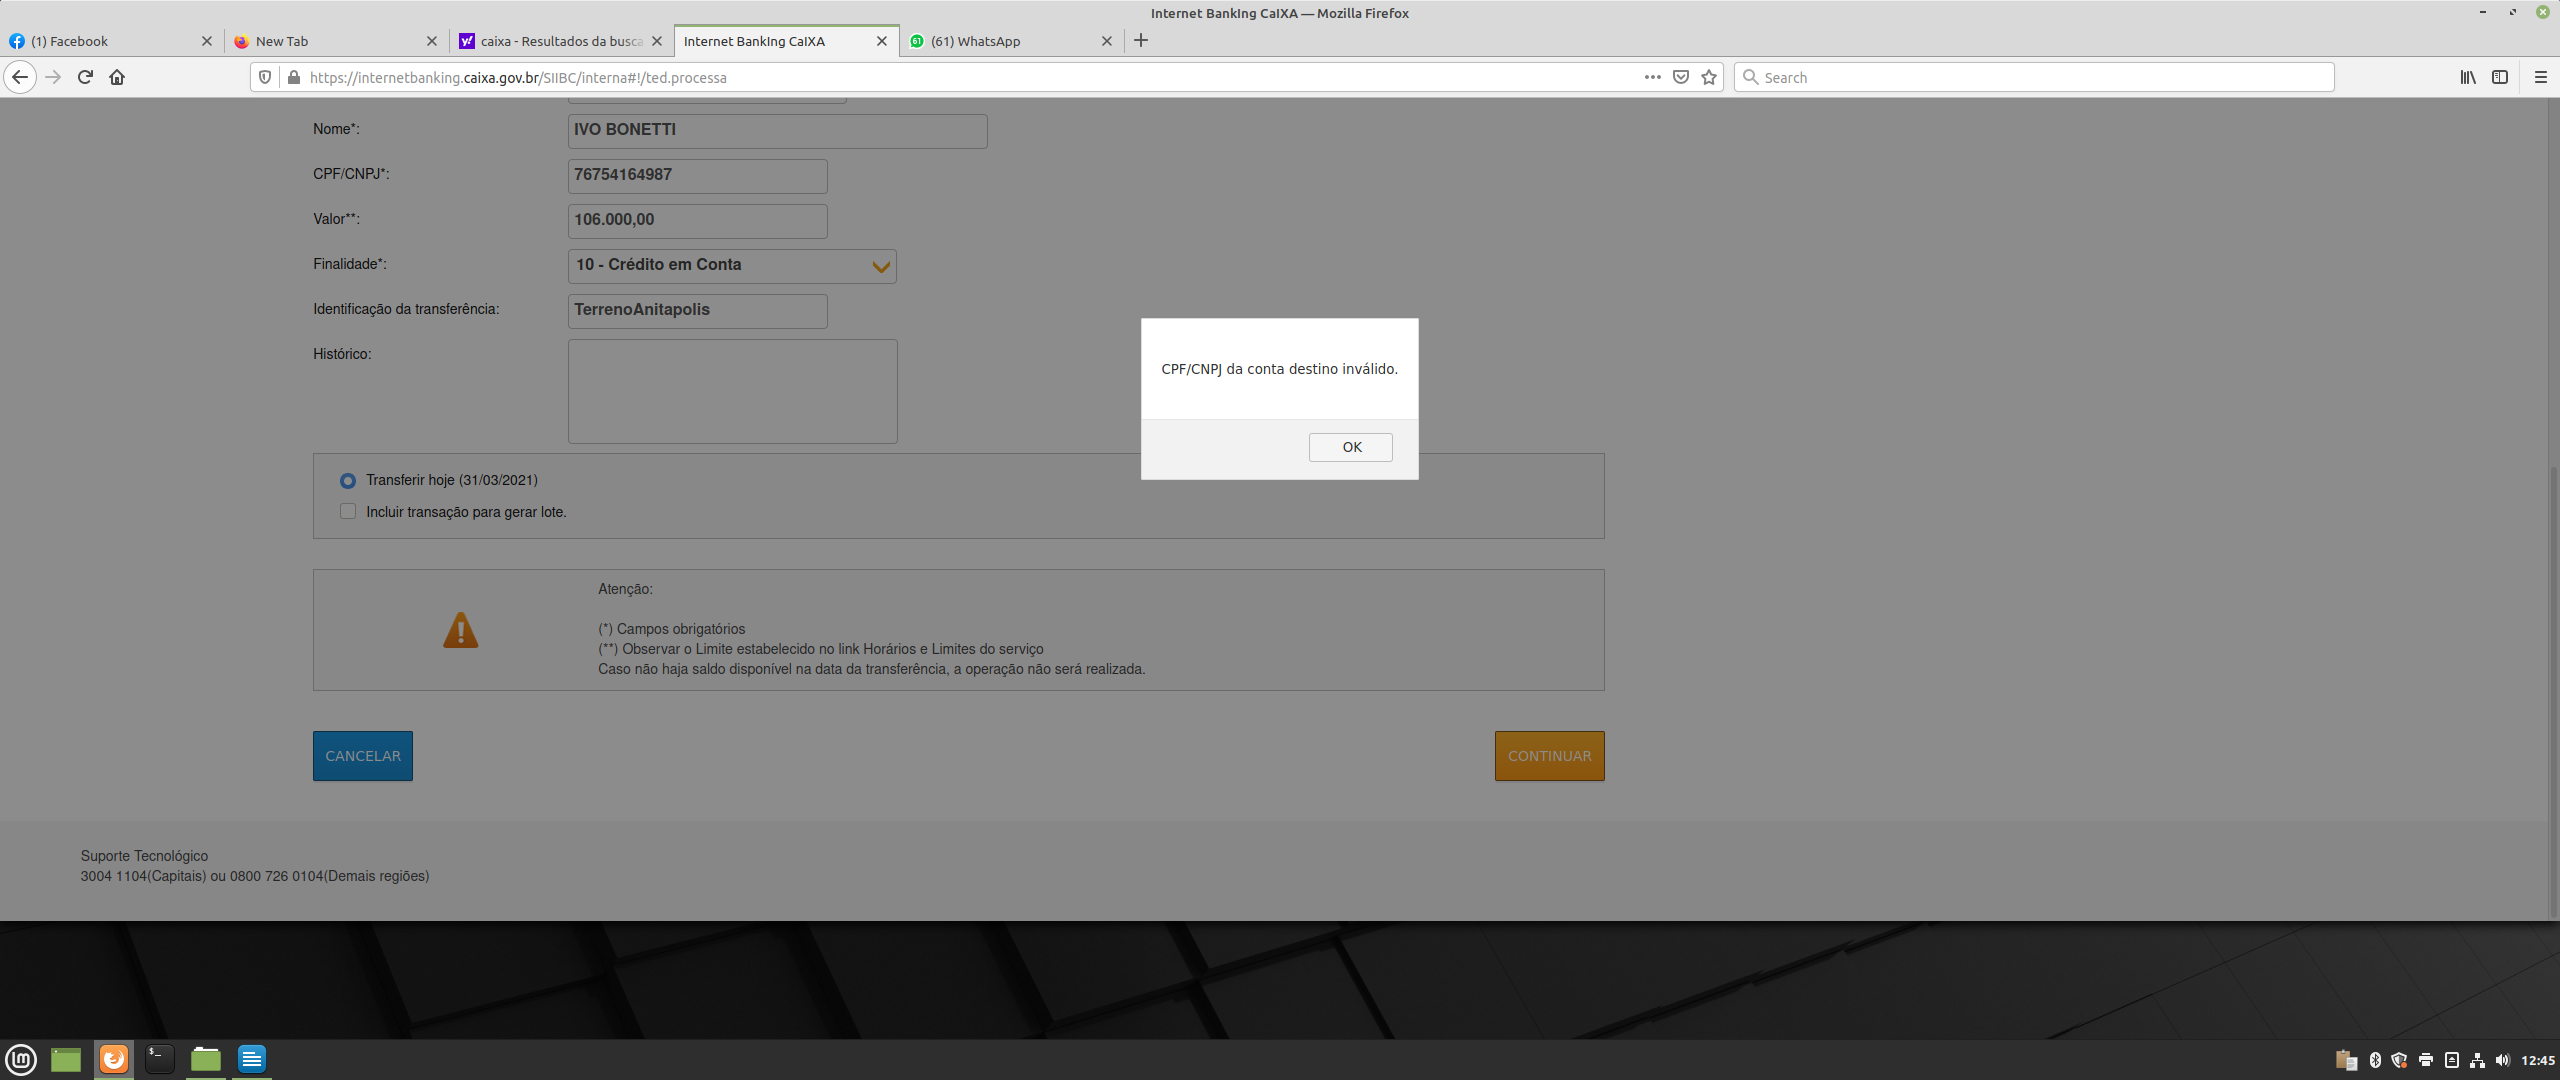 Internet BankIng CaIXA — Mozilla Firefox
(1) Facebook
New Tab
caixa - Resultados da busca
Internet BankIng CaIXA
(61) WhatsApp
https://internetbanking.caixa.gov.br/SIIBC/interna#!/ted.processa
Search
Nome*: IVO BONETTI
CPF/CNPJ*: 76754164987
Valor**: 106.000,00
Finalidade*: 10 - Crédito em Conta
Identificação da transferência: TerrenoAnitapolis
Histórico:
CPF/CNPJ da conta destino inválido.
OK
Transferir hoje (31/03/2021)
Incluir transação para gerar lote.
Atenção:
(*) Campos obrigatórios
(**) Observar o Limite estabelecido no link Horários e Limites do serviço
Caso não haja saldo disponível na data da transferência, a operação não será realizada.
CANCELAR
CONTINUAR
Suporte Tecnológico
3004 1104(Capitais) ou 0800 726 0104(Demais regiões)
12:45